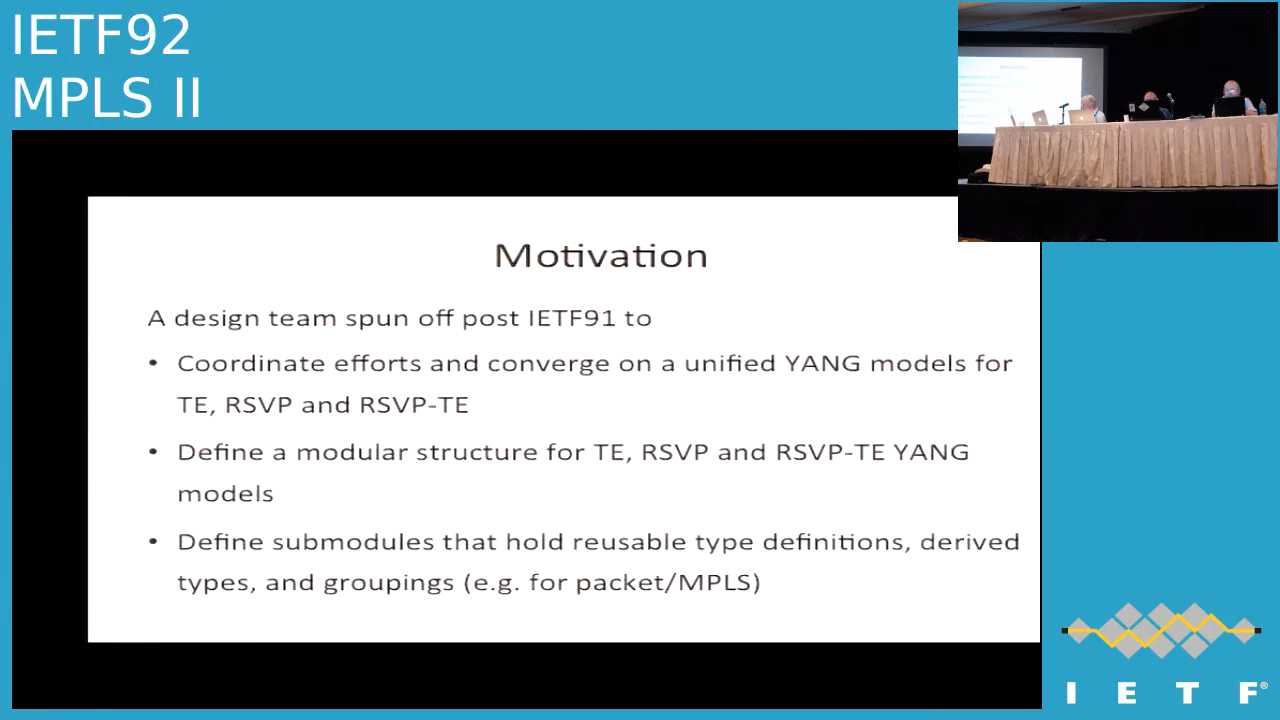 IETF92
MPLS II
Motivation
A design team spun off post IETF91 to
• Coordinate efforts and converge on a unified YANG models for
TE, RSVP and RSVP-TE
• Define a modular structure for TE, RSVP and RSVP-TE YANG
models
• Define submodules that hold reusable type definitions, derived
types, and groupings (e.g. for packet/MPLS)
I E T F®